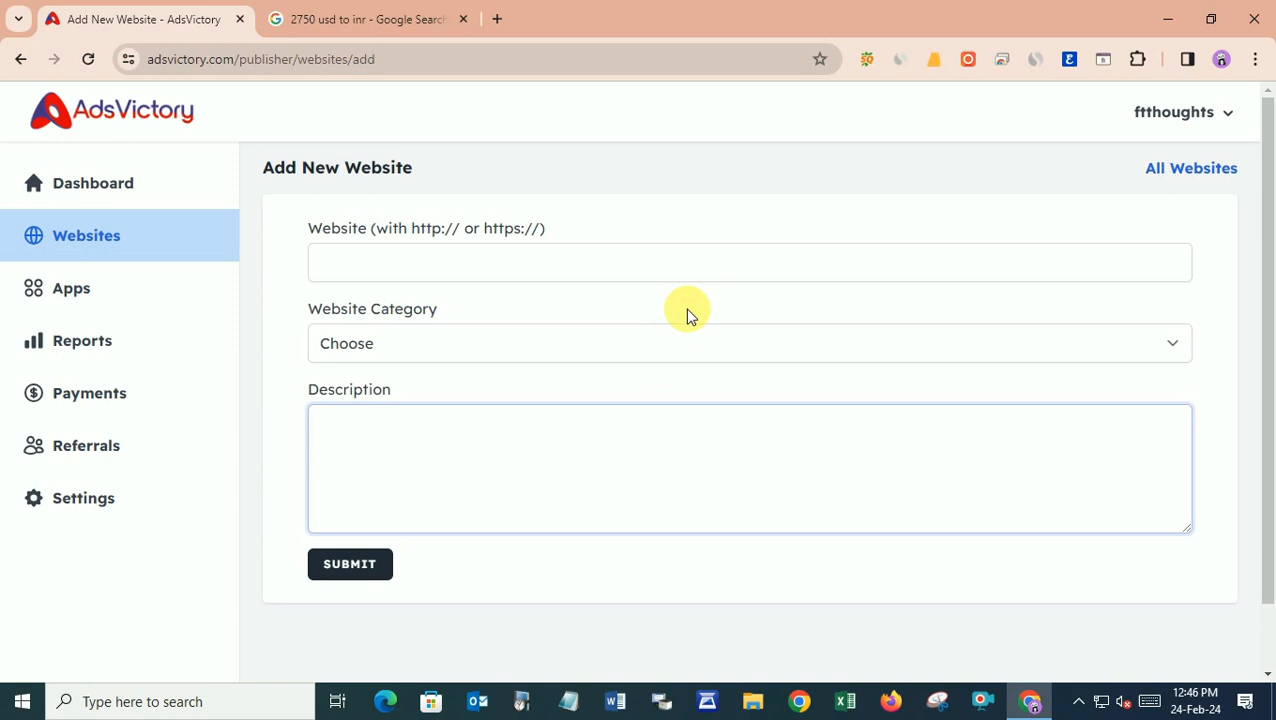 Add New Website - AdsVictory
2750 usd to inr - Google Search
adsvictory.com/publisher/websites/add
AdsVictory
ftthoughts
Dashboard
Websites
Apps
Reports
Payments
Referrals
Settings
Add New Website
All Websites
Website (with http:// or https://)
Website Category
Choose
Description
SUBMIT
Type here to search
12:46 PM
24-Feb-24